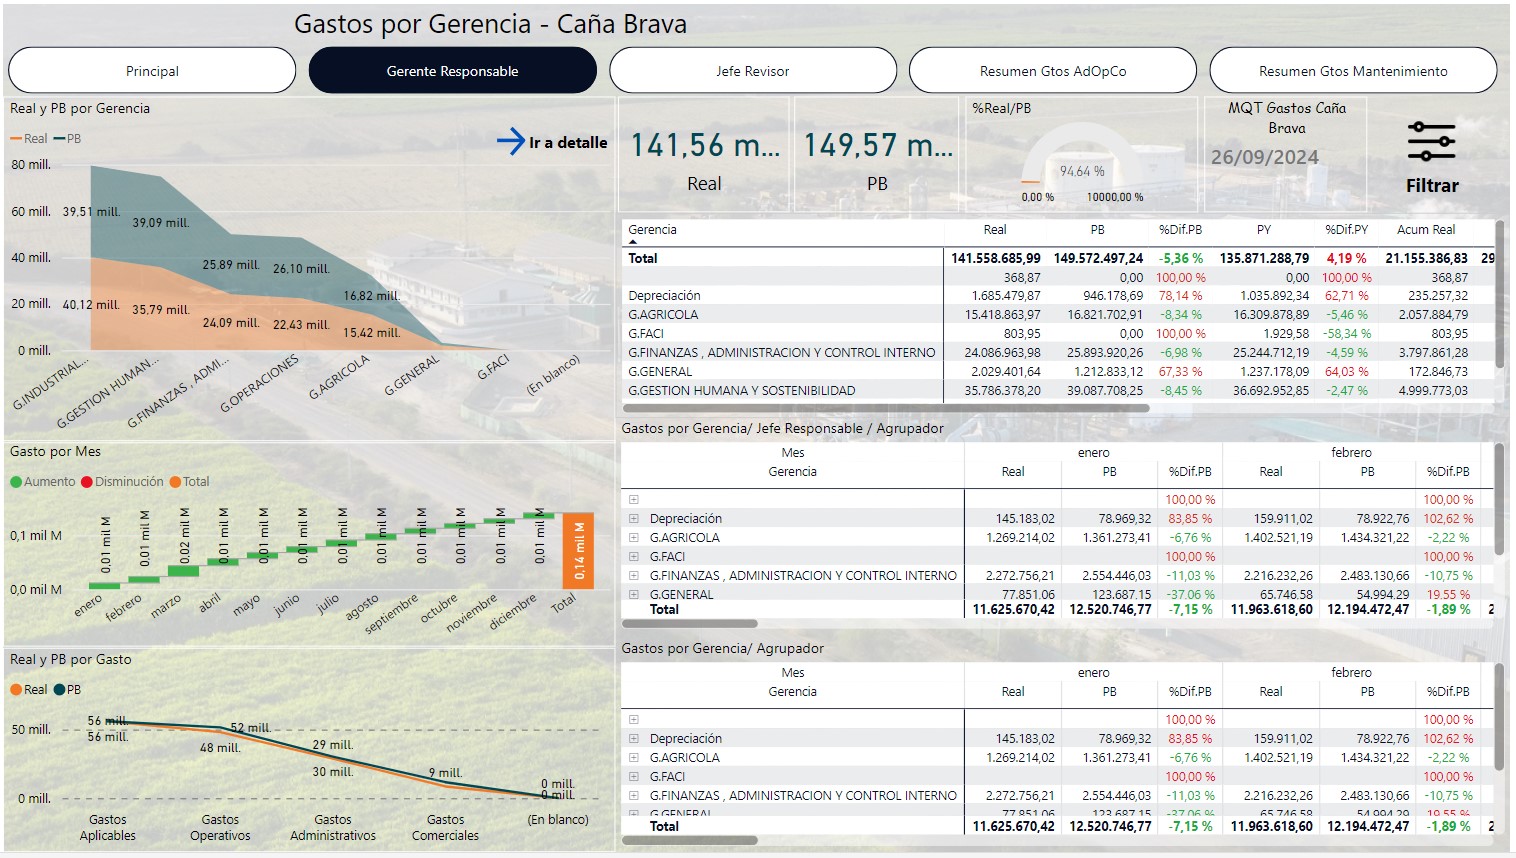 Gastos por Gerencia - Caña Brava
Principal
Gerente Responsable
Jefe Revisor
Resumen Gtos AdOpCo
Resumen Gtos Mantenimiento
Real y PB por Gerencia
Real PB
Ir a detalle
80 mill.
60 mill.
40 mill.
20 mill.
0 mill.
39,51 mill.
39,09 mill.
25,89 mill.
26,10 mill.
16,82 mill.
40,12 mill.
35,79 mill.
24,09 mill.
22,43 mill.
15,42 mill.
G.INDUSTRIAL...
G.GESTION HUMAN...
G.FINANZAS , ADMI...
G.OPERACIONES
G.AGRICOLA
G.GENERAL
G.FACI
(En blanco)
141,56 m...
Real
149,57 m...
PB
%Real/PB
94.64 %
0,00 %
10000,00 %
MQT Gastos Caña
Brava
26/09/2024
Filtrar
Gerencia Real PB %Dif.PB PY %Dif.PY Acum Real
Total 141.558.685,99 149.572.497,24 -5,36 % 135.871.288,79 4,19 % 21.155.386,83 29
368,87 0,00 100,00 % 0,00 100,00 % 368,87
Depreciación 1.685.479,87 946.178,69 78,14 % 1.035.892,34 62,71 % 235.257,32
G.AGRICOLA 15.418.863,97 16.821.702,91 -8,34 % 16.309.878,89 -5,46 % 2.057.884,79
G.FACI 803,95 0,00 100,00 % 1.929,58 -58,34 % 803,95
G.FINANZAS , ADMINISTRACION Y CONTROL INTERNO 24.086.963,98 25.893.920,26 -6,98 % 25.244.712,19 -4,59 % 3.797.861,28
G.GENERAL 2.029.401,64 1.212.833,12 67,33 % 1.237.178,09 64,03 % 172.846,73
G.GESTION HUMANA Y SOSTENIBILIDAD 35.786.378,20 39.087.708,25 -8,45 % 36.692.952,85 -2,47 % 4.999.773,03
Gasto por Mes
Aumento Disminución Total
0,1 mil M
0,0 mil M
0,01 mil M
0,01 mil M
0,02 mil M
0,01 mil M
0,01 mil M
0,01 mil M
0,01 mil M
0,01 mil M
0,01 mil M
0,01 mil M
0,01 mil M
0,01 mil M
0,14 mil M
enero
febrero
marzo
abril
mayo
junio
julio
agosto
septiembre
octubre
noviembre
diciembre
Total
Gastos por Gerencia/ Jefe Responsable / Agrupador
Mes enero febrero
Gerencia Real PB %Dif.PB Real PB %Dif.PB
100,00 % 100,00 %
Depreciación 145.183,02 78.969,32 83,85 % 159.911,02 78.922,76 102,62 %
G.AGRICOLA 1.269.214,02 1.361.273,41 -6,76 % 1.402.521,19 1.434.321,22 -2,22 %
G.FACI 100,00 % 100,00 %
G.FINANZAS , ADMINISTRACION Y CONTROL INTERNO 2.272.756,21 2.554.446,03 -11,03 % 2.216.232,26 2.483.130,66 -10,75 %
G.GENERAL 77.851,06 123.687,15 -37,06 % 65.746,58 54.994,29 19,55 %
Total 11.625.670,42 12.520.746,77 -7,15 % 11.963.618,60 12.194.472,47 -1,89 % 2
Real y PB por Gasto
Real PB
50 mill.
0 mill.
56 mill.
56 mill.
52 mill.
48 mill.
29 mill.
30 mill.
9 mill.
0 mill.
0 mill.
Gastos
Aplicables
Gastos
Operativos
Gastos
Administrativos
Gastos
Comerciales
(En blanco)
Gastos por Gerencia/ Agrupador
Mes enero febrero
Gerencia Real PB %Dif.PB Real PB %Dif.PB
100,00 % 100,00 %
Depreciación 145.183,02 78.969,32 83,85 % 159.911,02 78.922,76 102,62 %
G.AGRICOLA 1.269.214,02 1.361.273,41 -6,76 % 1.402.521,19 1.434.321,22 -2,22 %
G.FACI 100,00 % 100,00 %
G.FINANZAS , ADMINISTRACION Y CONTROL INTERNO 2.272.756,21 2.554.446,03 -11,03 % 2.216.232,26 2.483.130,66 -10,75 %
G.GENERAL 77.851,06 123.687,15 -37,06 % 65.746,58 54.994,29 19,55 %
Total 11.625.670,42 12.520.746,77 -7,15 % 11.963.618,60 12.194.472,47 -1,89 % 2